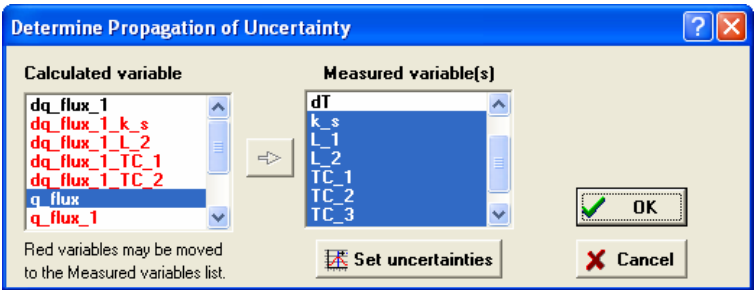 Determine Propagation of Uncertainty
Calculated variable
dq_flux_1
dq_flux_1_k_s
dq_flux_1_L_2
dq_flux_1_TC_1
dq_flux_1_TC_2
q_flux
q_flux_1
Red variables may be moved
to the Measured variables list.
Measured variable(s)
dT
k_s
L_1
L_2
TC_1
TC_2
TC_3
Set uncertainties
OK
Cancel